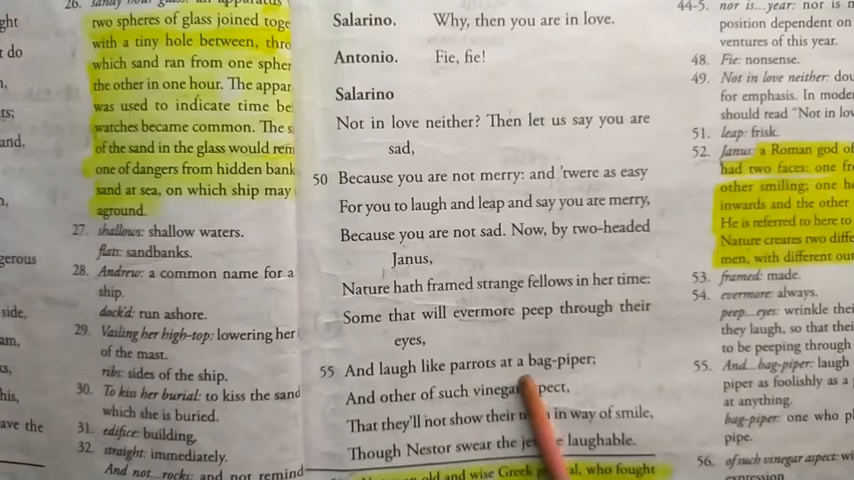 ght
t do
n,
ts;
and,
gerous
side,
am,
ks,
his,
ave the
26. sandy hour
two spheres of glass joined toge
with a tiny hole between, thro
which sand ran from one spher
the other in one hour. The appar
was used to indicate time be
watches became common. The s
of the sand in the glass would rem
one of dangers from hidden bank
sand at sea, on which ship may
aground.
27. shallows: shallow waters.
flats: sandbanks.
28. Andrew: a common name for a
ship.
dock'd: run ashore.
29. Vailing her high-top: lowering her
of the mast.
ribs: sides of the ship.
30. To kiss her burial: to kiss the sand
which she is buried.
31. edifice: building,
32. straight: immediately.
And not...rocks: and not remind
Salarino. Why, then you are in love.
Antonio. Fie, fie!
Salarino
Not in love neither? Then let us say you are
sad,
50 Because you are not merry: and 'twere as easy
For you to laugh and leap and say you are merry,
Because you are not sad. Now, by two-headed
Janus,
Nature hath framed strange fellows in her time:
Some that will evermore peep through their
eyes,
55 And laugh like parrots at a bag-piper;
And other of such vinegar pect,
That they'll not show their in way of smile,
Though Nestor swear the laughable.
old and wise Greek who fought
44-5. nor is...year: nor is
position dependent on
ventures of this year.
48. Fie: nonsense.
49. Not in love neither: dou
for emphasis. In mode
should read "Not in lov
51. leap: frisk.
52. Janus: a Roman god of
had two faces: one fr
other smiling; one h
inwards and the other
He is referred to here to
Nature creates two diffe
men, with different out
53. framed: made.
54. evermore: always.
peep...eyes: wrinkle thei
they laugh, so that thei
to be peeping through
55. And...bag-piper: laugh
piper as foolishly as a
at anything.
bag-piper: one who pl
pipe.
56. of such vinegar aspect: wi
expression